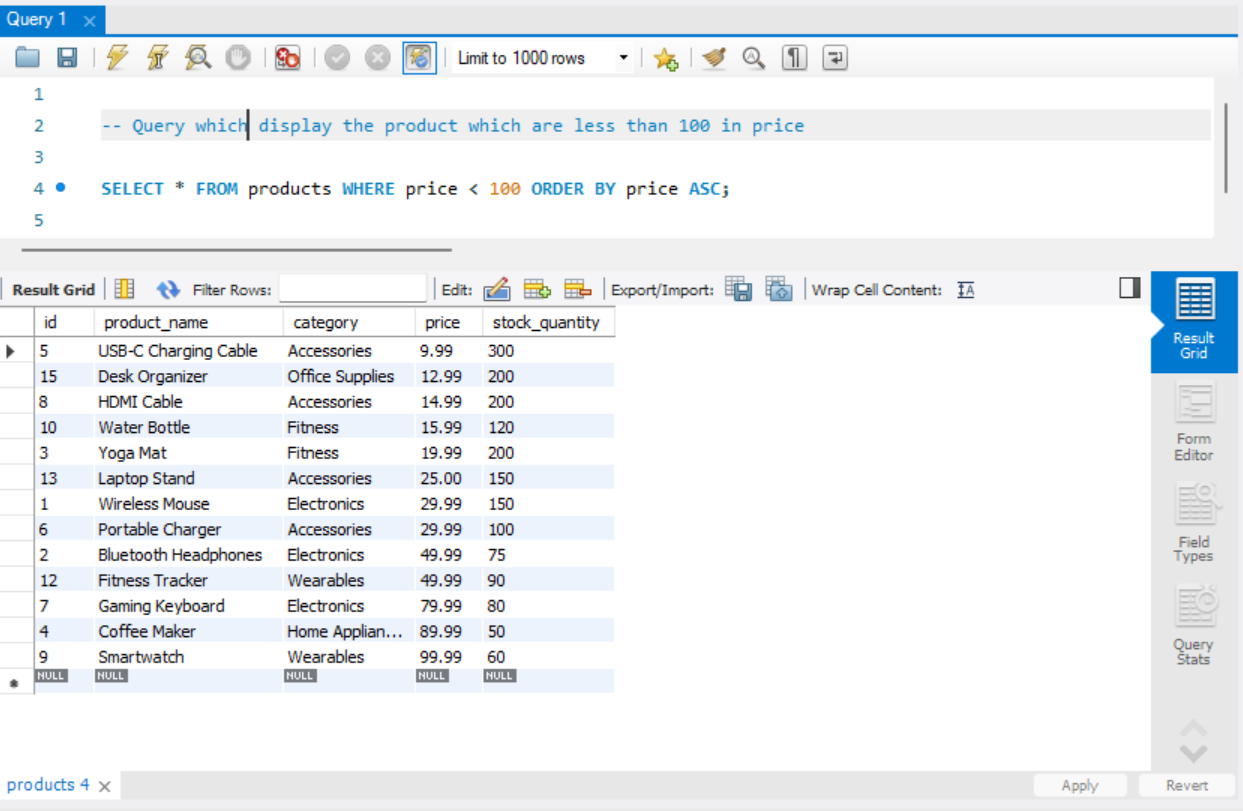 Query 1
Limit to 1000 rows
1
2 -- Query which display the product which are less than 100 in price
3
4 SELECT * FROM products WHERE price < 100 ORDER BY price ASC;
5
Result Grid Filter Rows: Edit: Export/Import: Wrap Cell Content:
id product_name category price stock_quantity
5 USB-C Charging Cable Accessories 9.99 300
15 Desk Organizer Office Supplies 12.99 200
8 HDMI Cable Accessories 14.99 200
10 Water Bottle Fitness 15.99 120
3 Yoga Mat Fitness 19.99 200
13 Laptop Stand Accessories 25.00 150
1 Wireless Mouse Electronics 29.99 150
6 Portable Charger Accessories 29.99 100
2 Bluetooth Headphones Electronics 49.99 75
12 Fitness Tracker Wearables 49.99 90
7 Gaming Keyboard Electronics 79.99 80
4 Coffee Maker Home Applian... 89.99 50
9 Smartwatch Wearables 99.99 60
NULL NULL NULL NULL NULL
Result
Grid
Form
Editor
Field
Types
Query
Stats
products 4
Apply Revert